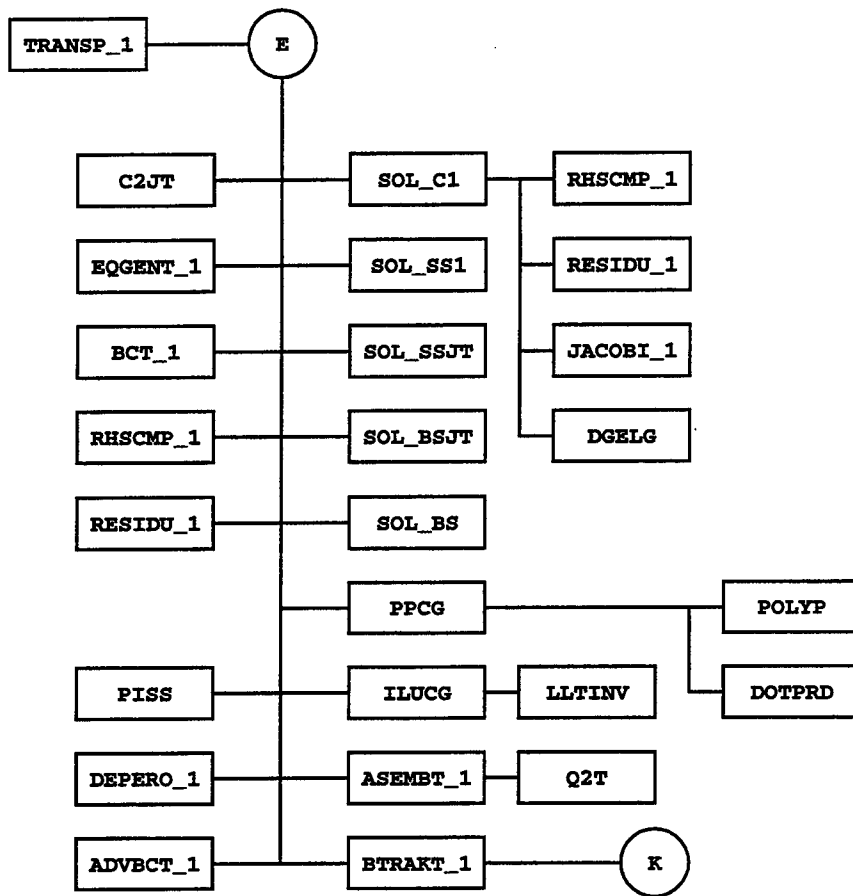 TRANSP_1 E
C2JT SOL_C1 RHSCMP_1
EQGENT_1 SOL_SS1 RESIDU_1
BCT_1 SOL_SSJT JACOBI_1
RHSCMP_1 SOL_BSJT DGELG
RESIDU_1 SOL_BS
PPCG POLYP
PISS ILUCG LLTINV DOTPRD
DEPERO_1 ASEMBT_1 Q2T
ADVBCT_1 BTRAKT_1 K